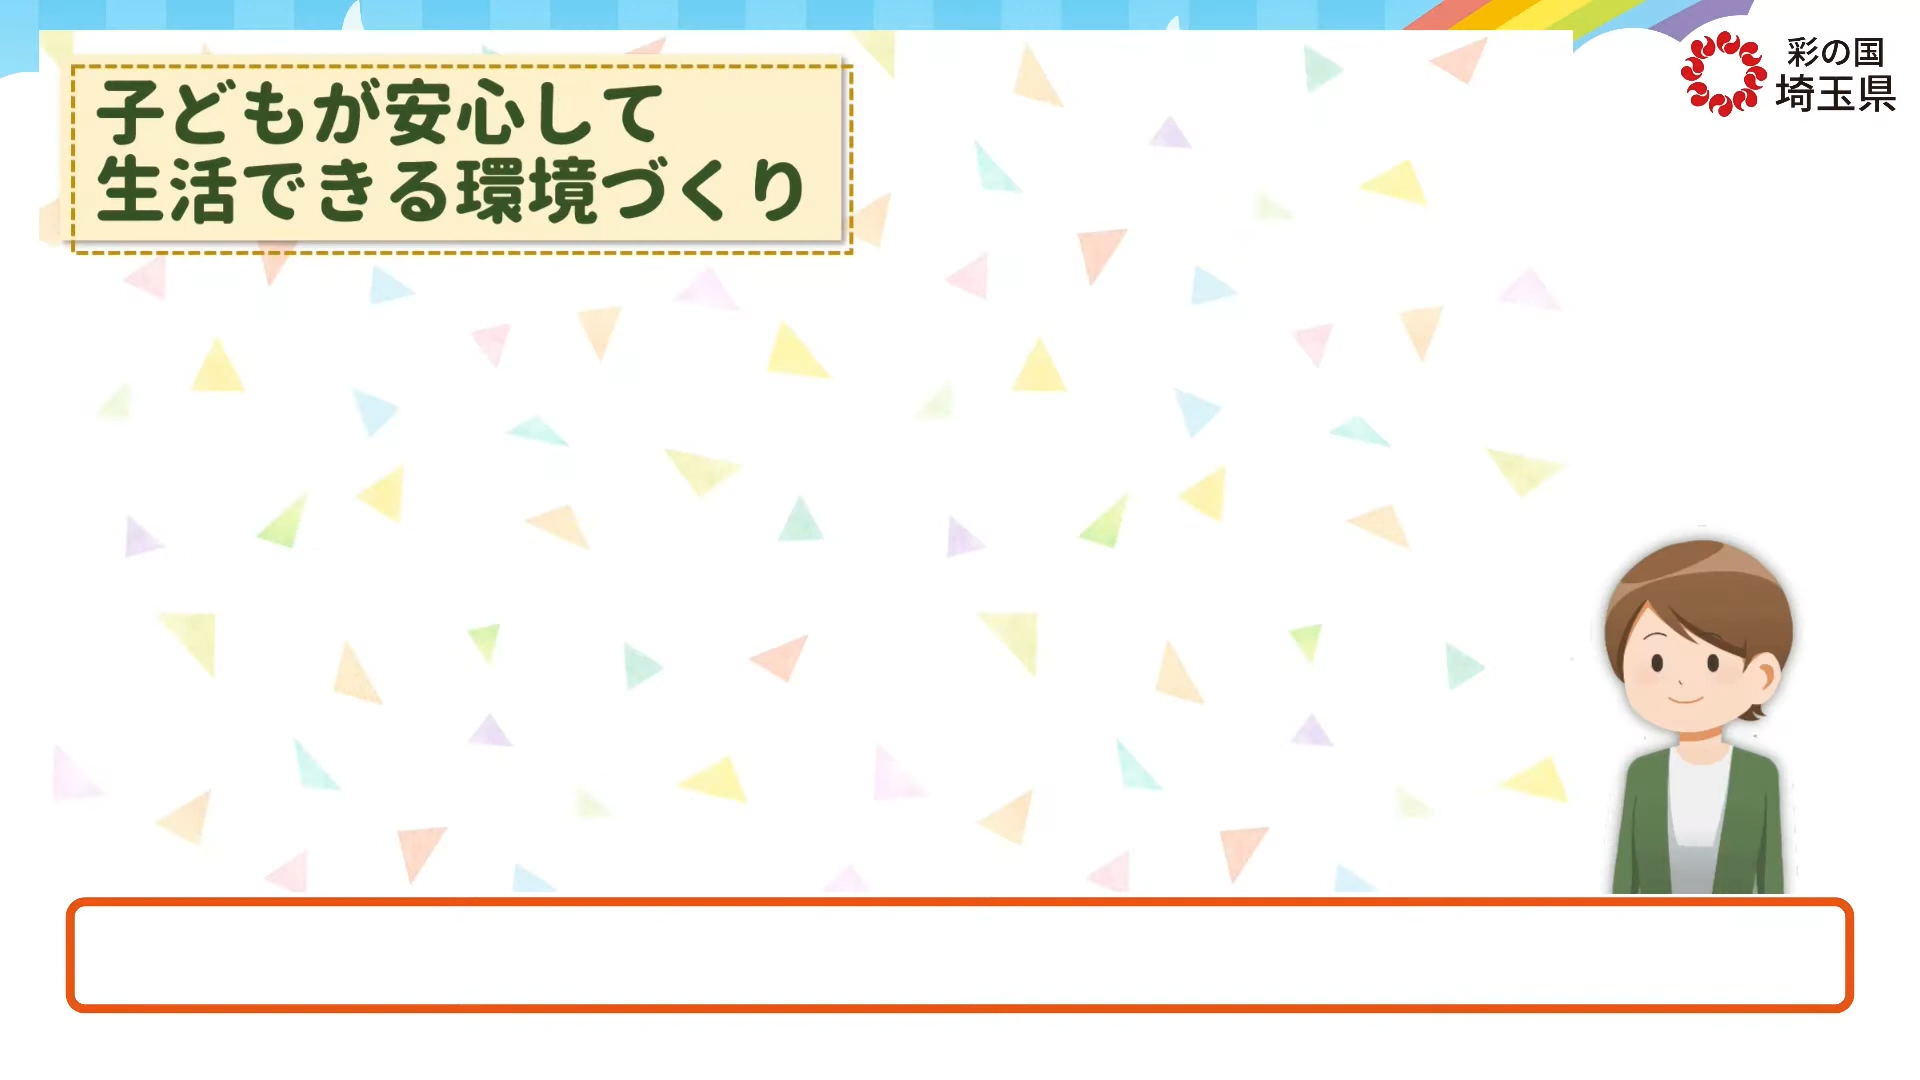 子どもが安心して
生活できる環境づくり
彩の国
埼玉県